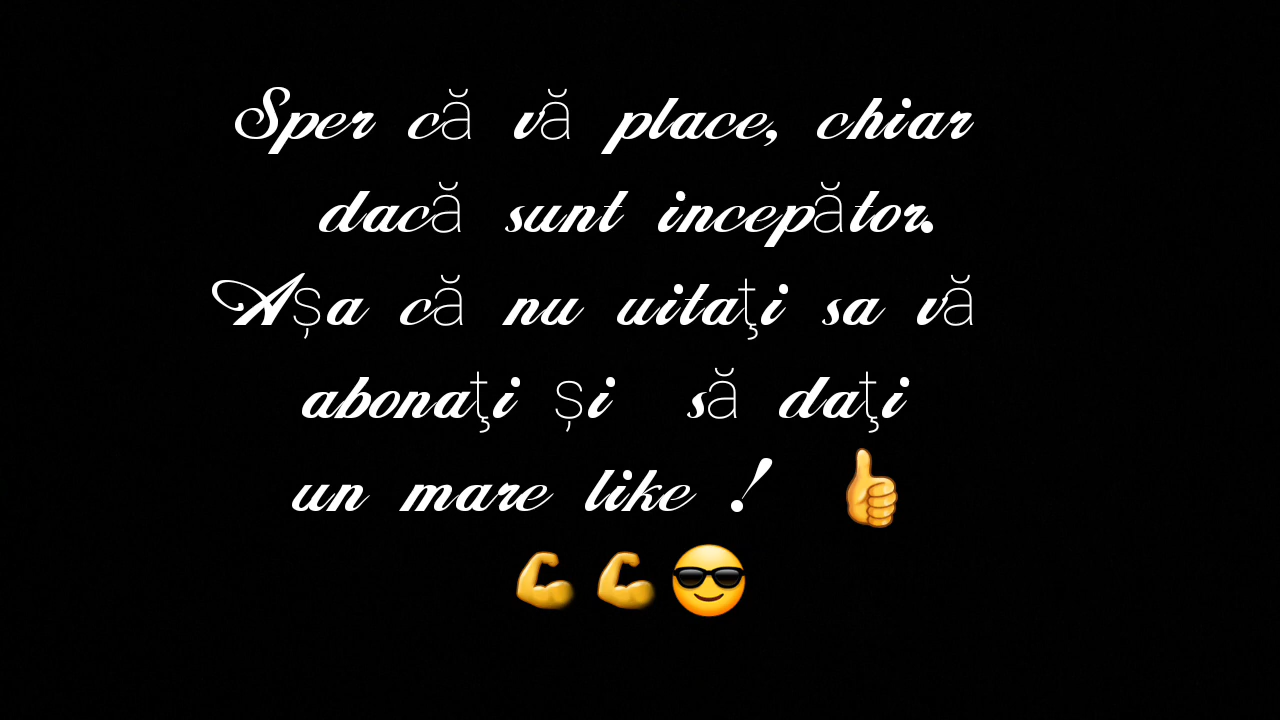 Sper că vă place, chiar
dacă sunt incepător.
Așa că nu uitaţi sa vă
abonaţi și să daţi
un mare like ! 👍
💪💪😎